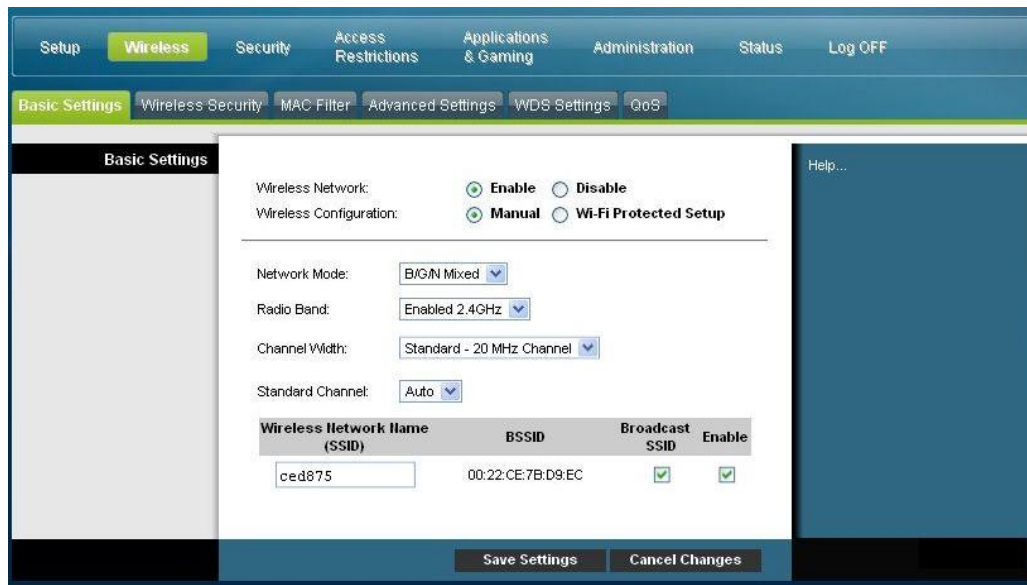 Setup Wireless Security Access Restrictions Applications & Gaming Administration Status Log OFF
Basic Settings Wireless Security MAC Filter Advanced Settings WDS Settings QoS
Basic Settings
Help...
Wireless Network: Enable Disable
Wireless Configuration: Manual Wi-Fi Protected Setup
Network Mode: B/G/N Mixed
Radio Band: Enabled 2.4GHz
Channel Width: Standard - 20 MHz Channel
Standard Channel: Auto
Wireless Network Name (SSID) BSSID Broadcast SSID Enable
ced875 00:22:CE:7B:D9:EC
Save Settings Cancel Changes